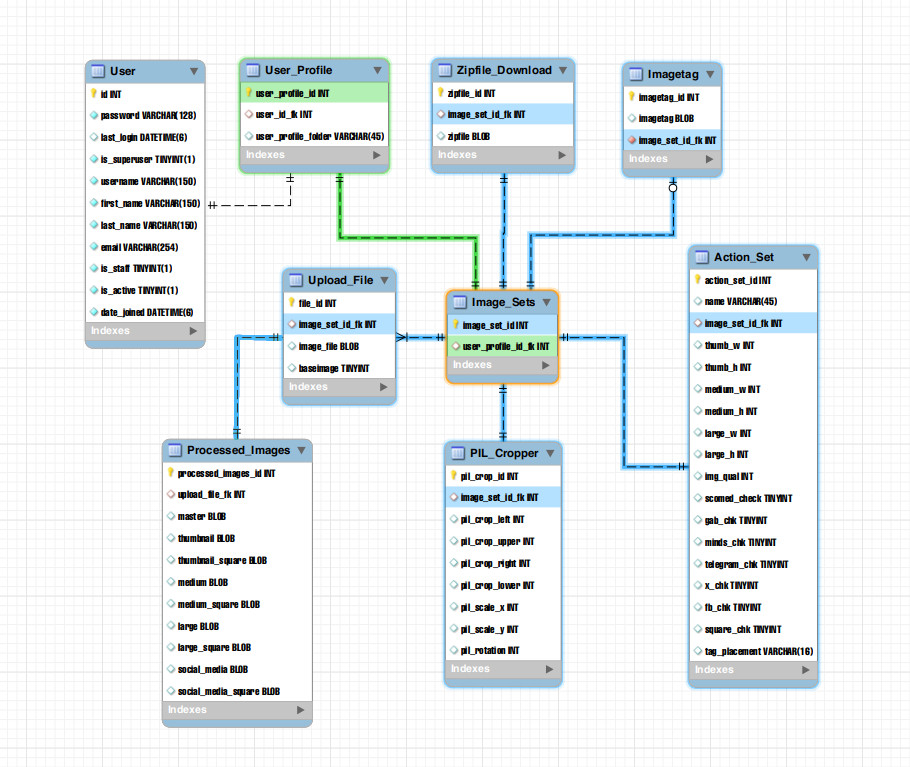 User
id INT
password VARCHAR(128)
last_login DATETIME(6)
is_superuser TINYINT(1)
username VARCHAR(150)
first_name VARCHAR(150)
last_name VARCHAR(150)
email VARCHAR(254)
is_staff TINYINT(1)
is_active TINYINT(1)
date_joined DATETIME(6)
Indexes
User_Profile
user_profile_id INT
user_id_fk INT
user_profile_folder VARCHAR(45)
Indexes
Zipfile_Download
zipfile_id INT
image_set_id_fk INT
zipfile BLOB
Indexes
Imagetag
imagetag_id INT
imagetag BLOB
image_set_id_fk INT
Indexes
Upload_File
file_id INT
image_set_id_fk INT
image_file BLOB
baseimage TINYINT
Indexes
Image_Sets
image_set_id INT
user_profile_id_fk INT
Indexes
Action_Set
action_set_id INT
name VARCHAR(45)
image_set_id_fk INT
thumb_w INT
thumb_h INT
medium_w INT
medium_h INT
large_w INT
large_h INT
img_qual INT
scomed_check TINYINT
gab_chk TINYINT
minds_chk TINYINT
telegram_chk TINYINT
x_chk TINYINT
fb_chk TINYINT
square_chk TINYINT
tag_placement VARCHAR(16)
Indexes
Processed_Images
processed_images_id INT
upload_file_fk INT
master BLOB
thumbnail BLOB
thumbnail_square BLOB
medium BLOB
medium_square BLOB
large BLOB
large_square BLOB
social_media BLOB
social_media_square BLOB
Indexes
PIL_Cropper
pil_crop_id INT
image_set_id_fk INT
pil_crop_left INT
pil_crop_upper INT
pil_crop_right INT
pil_crop_lower INT
pil_scale_x INT
pil_scale_y INT
pil_rotation INT
Indexes